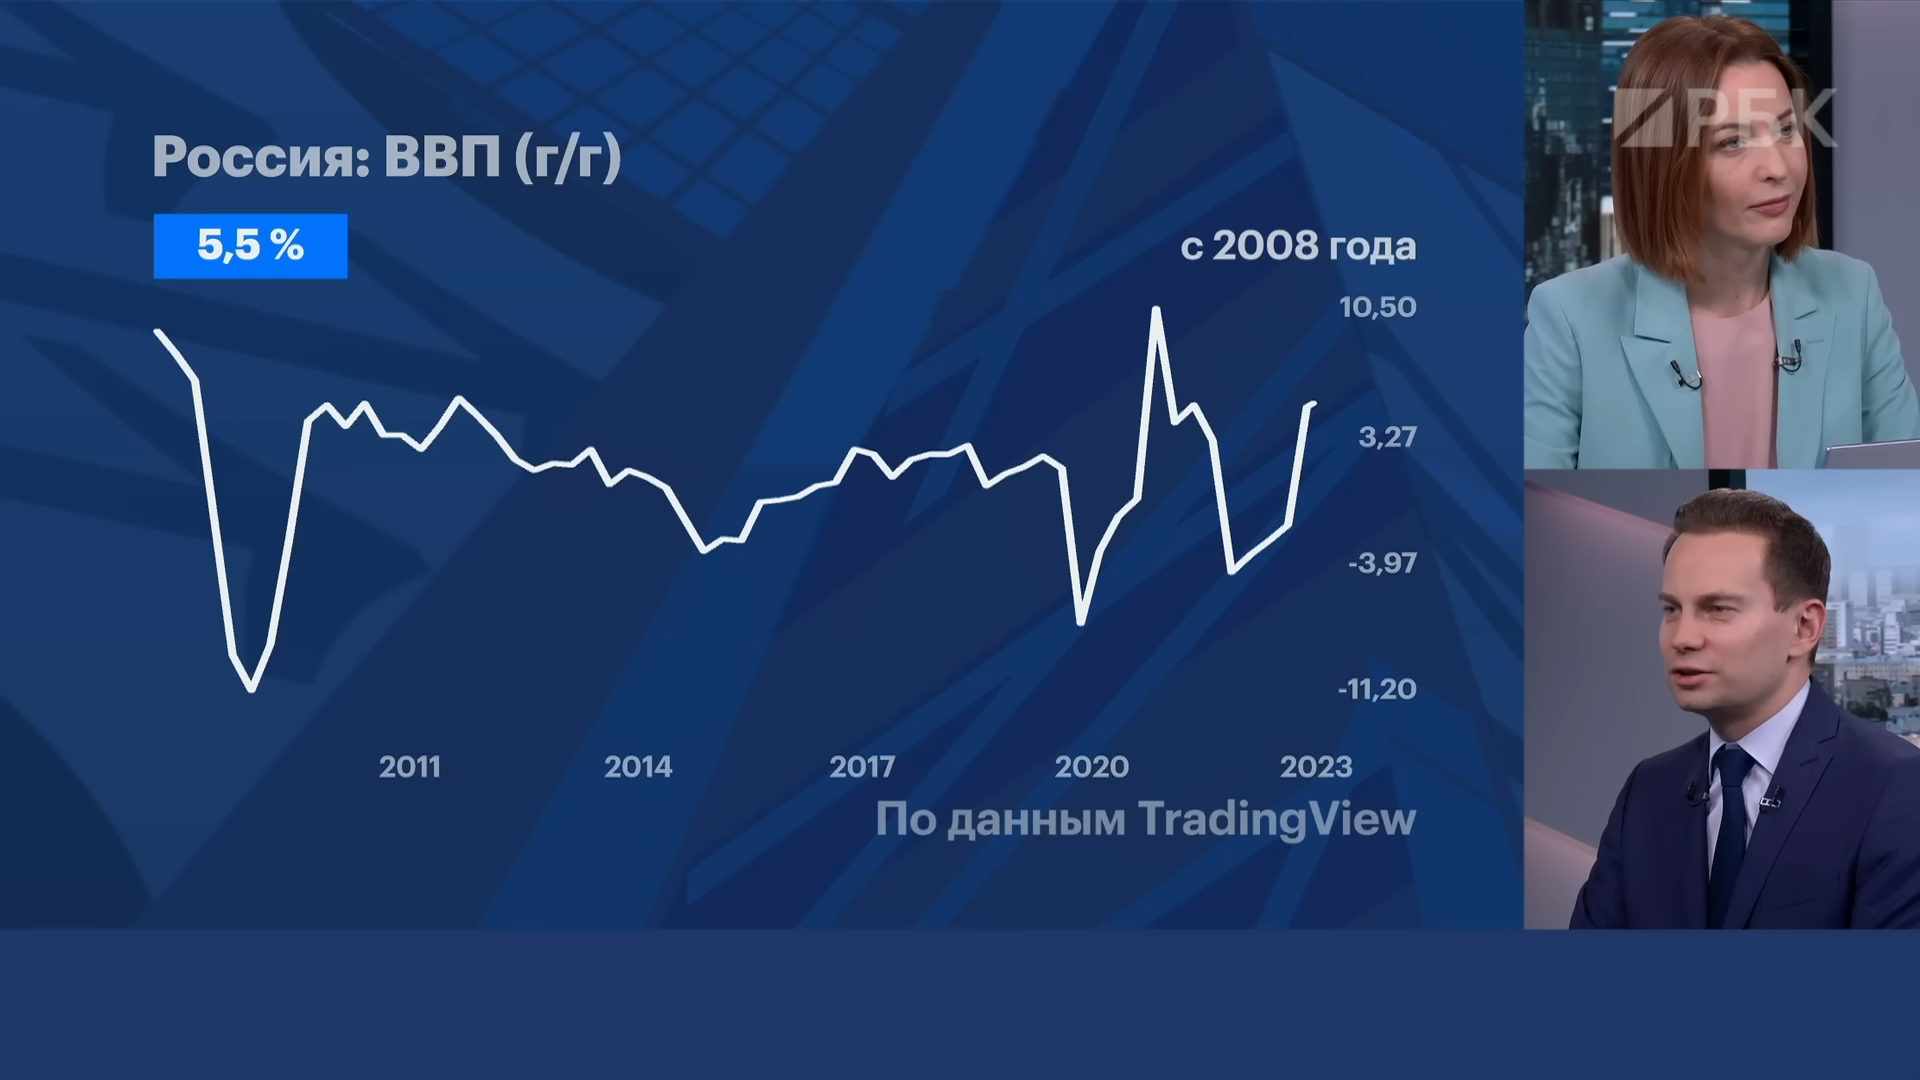 Россия: ВВП (г/г)
5,5 %
с 2008 года
10,50
3,27
-3,97
-11,20
2011 2014 2017 2020 2023
По данным TradingView
РБК